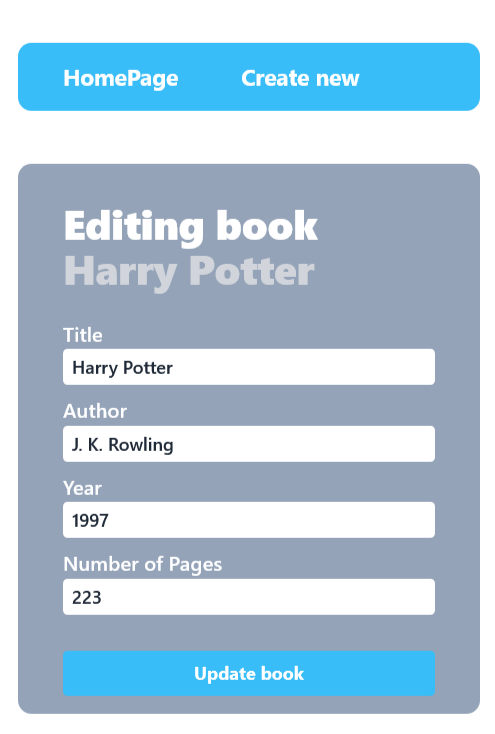 HomePage Create new
Editing book
Harry Potter
Title
Harry Potter
Author
J. K. Rowling
Year
1997
Number of Pages
223
Update book